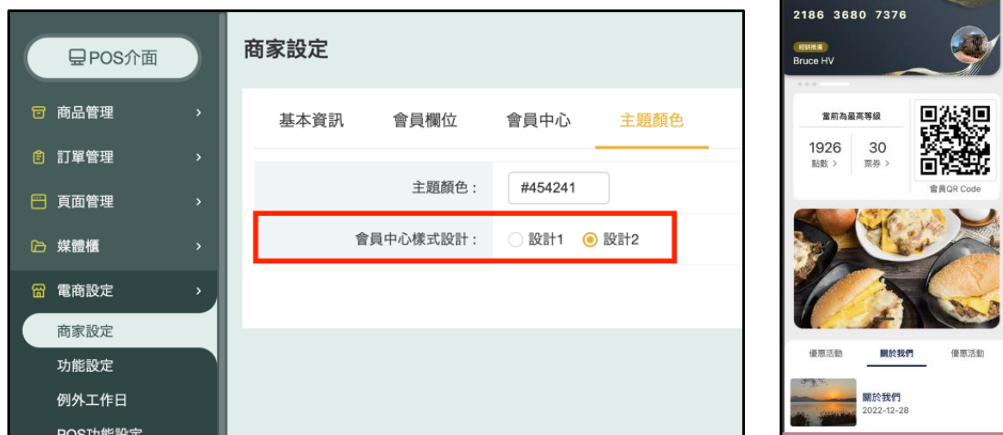 POS介面
商品管理
訂單管理
頁面管理
媒體櫃
電商設定
商家設定
功能設定
例外工作日
POS功能設定
商家設定
基本資訊 會員欄位 會員中心 主題顏色
主題顏色 : #454241
會員中心樣式設計 : 設計1 設計2
2186 3680 7376
Bruce HV
當前為最高等級
1926 30
點數 > 票券 >
會員QR Code
優惠活動 關於我們 優惠活動
關於我們
2022-12-28